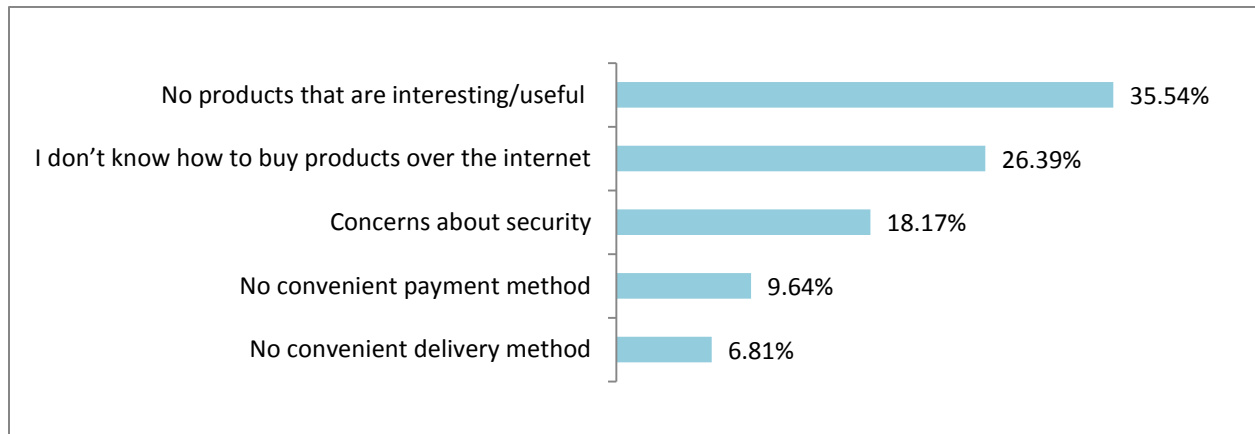 No products that are interesting/useful 35.54%
I don’t know how to buy products over the internet 26.39%
Concerns about security 18.17%
No convenient payment method 9.64%
No convenient delivery method 6.81%